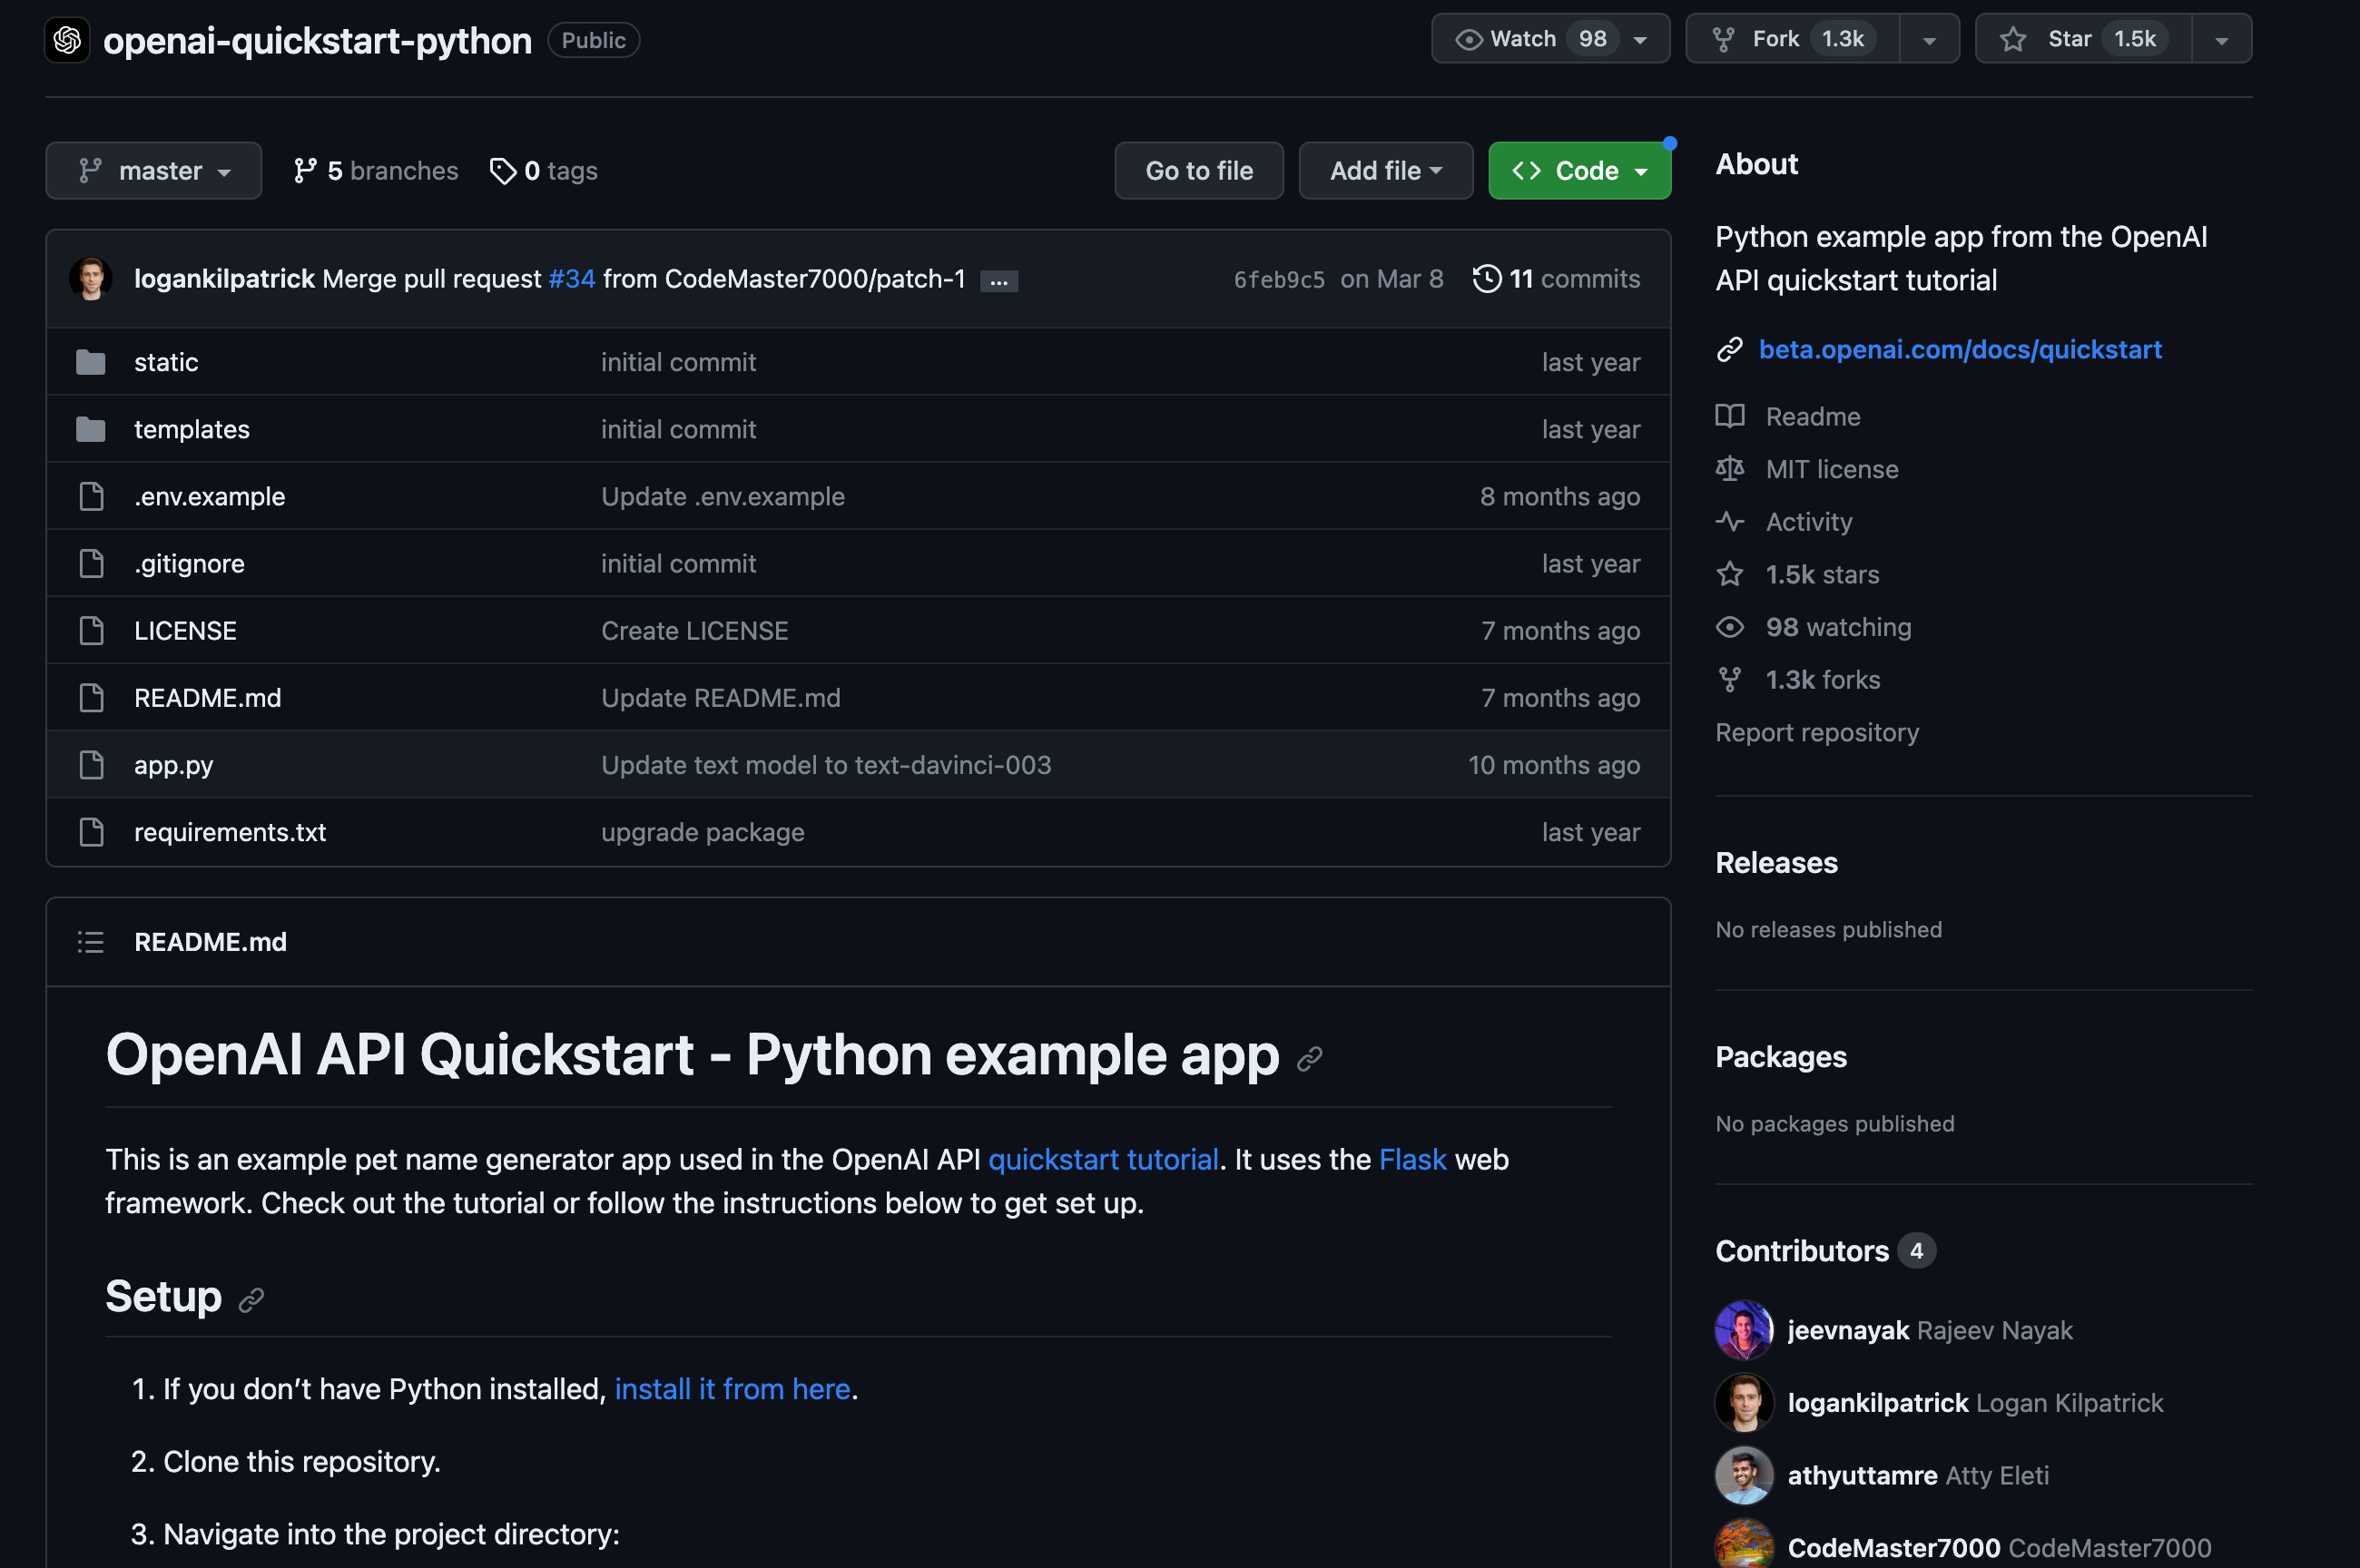 openai-quickstart-python Public Watch 98 Fork 1.3k Star 1.5k
master 5 branches 0 tags Go to file Add file Code
logankilpatrick Merge pull request #34 from CodeMaster7000/patch-1 ... 6feb9c5 on Mar 8 11 commits
static initial commit last year
templates initial commit last year
.env.example Update .env.example 8 months ago
.gitignore initial commit last year
LICENSE Create LICENSE 7 months ago
README.md Update README.md 7 months ago
app.py Update text model to text-davinci-003 10 months ago
requirements.txt upgrade package last year
README.md
OpenAI API Quickstart - Python example app
This is an example pet name generator app used in the OpenAI API quickstart tutorial. It uses the Flask web
framework. Check out the tutorial or follow the instructions below to get set up.
Setup
1. If you don’t have Python installed, install it from here.
2. Clone this repository.
3. Navigate into the project directory:
About
Python example app from the OpenAI
API quickstart tutorial
beta.openai.com/docs/quickstart
Readme
MIT license
Activity
1.5k stars
98 watching
1.3k forks
Report repository
Releases
No releases published
Packages
No packages published
Contributors 4
jeevnayak Rajeev Nayak
logankilpatrick Logan Kilpatrick
athyuttamre Atty Eleti
CodeMaster7000 CodeMaster7000